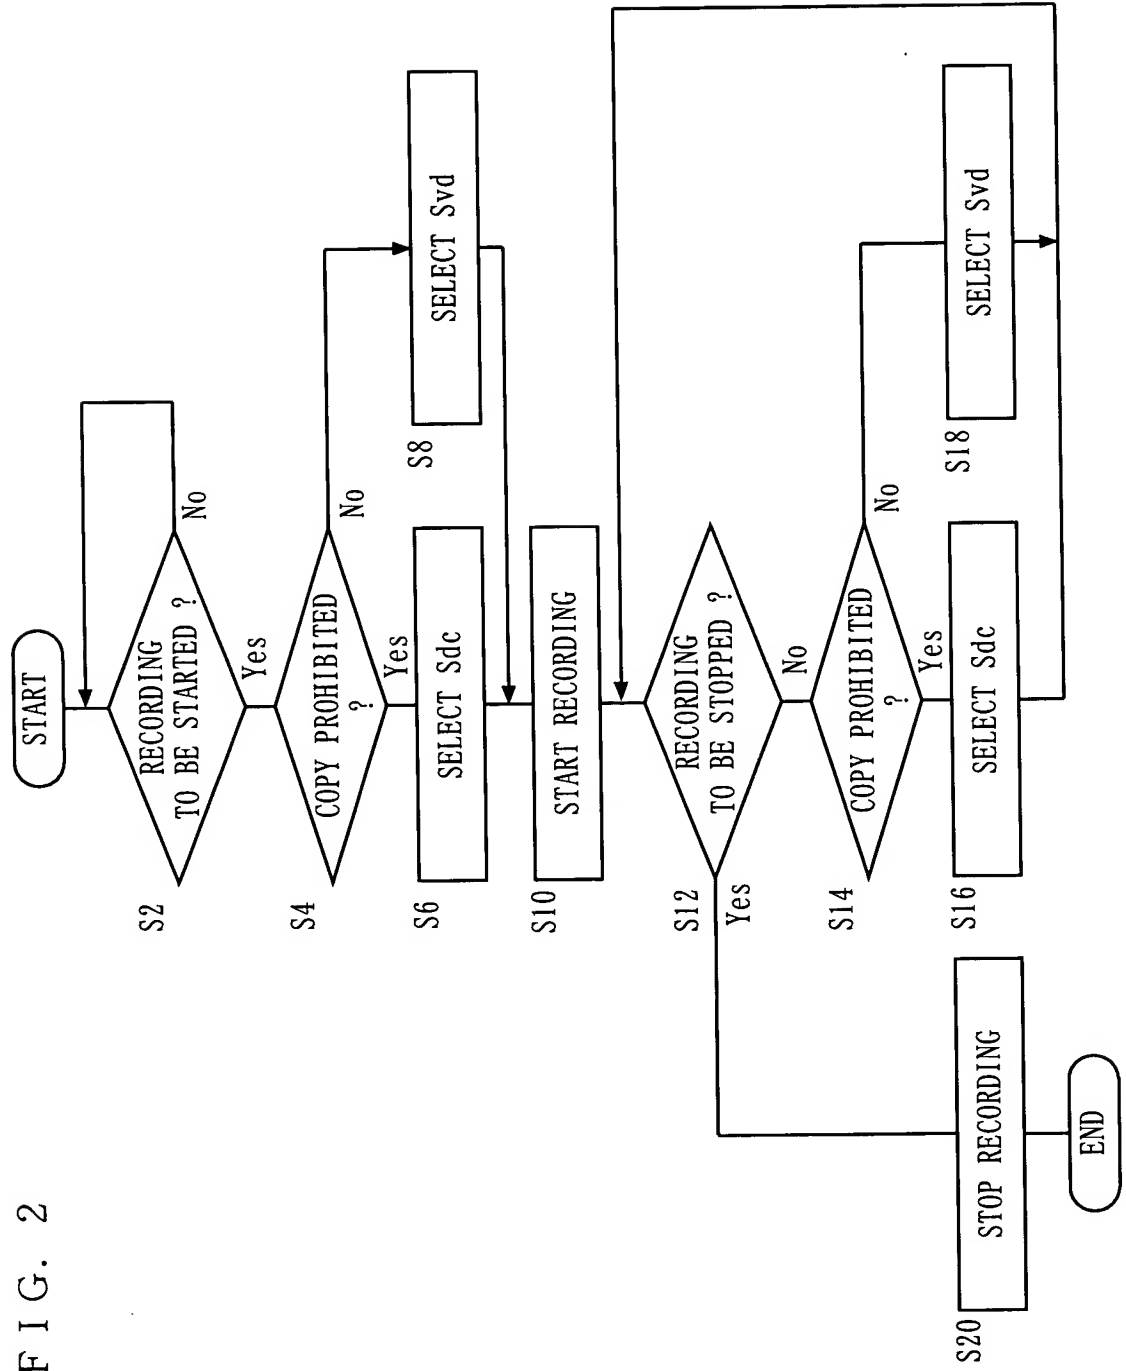 FIG. 2
START
S2
RECORDING
TO BE STARTED ?
No
Yes
S4
COPY PROHIBITED
?
No
Yes
S6
SELECT Sdc
S8
SELECT Svd
S10
START RECORDING
S12
RECORDING
TO BE STOPPED ?
Yes
No
S14
COPY PROHIBITED
?
No
Yes
S16
SELECT Sdc
S18
SELECT Svd
S20
STOP RECORDING
END